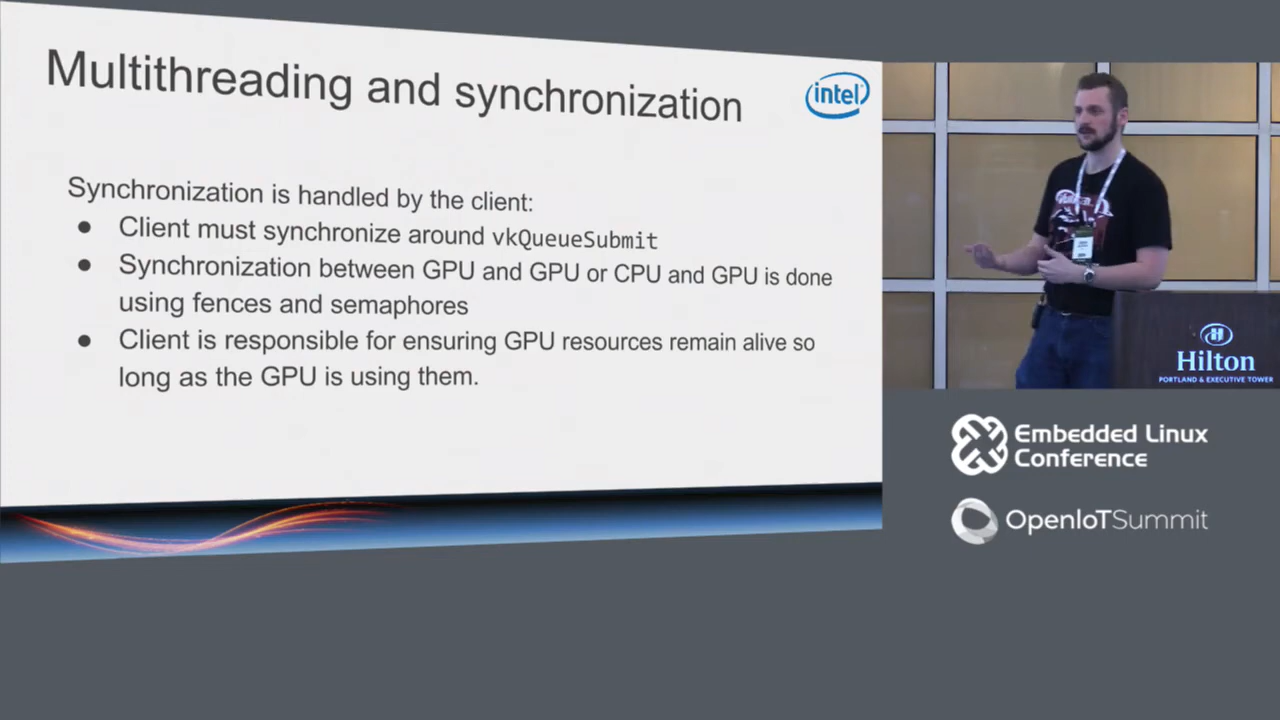 Multithreading and synchronization
intel
Synchronization is handled by the client:
● Client must synchronize around vkQueueSubmit
● Synchronization between GPU and GPU or CPU and GPU is done
using fences and semaphores
● Client is responsible for ensuring GPU resources remain alive so
long as the GPU is using them.
Hilton
PORTLAND & EXECUTIVE TOWER
Embedded Linux
Conference
OpenIoTSummit